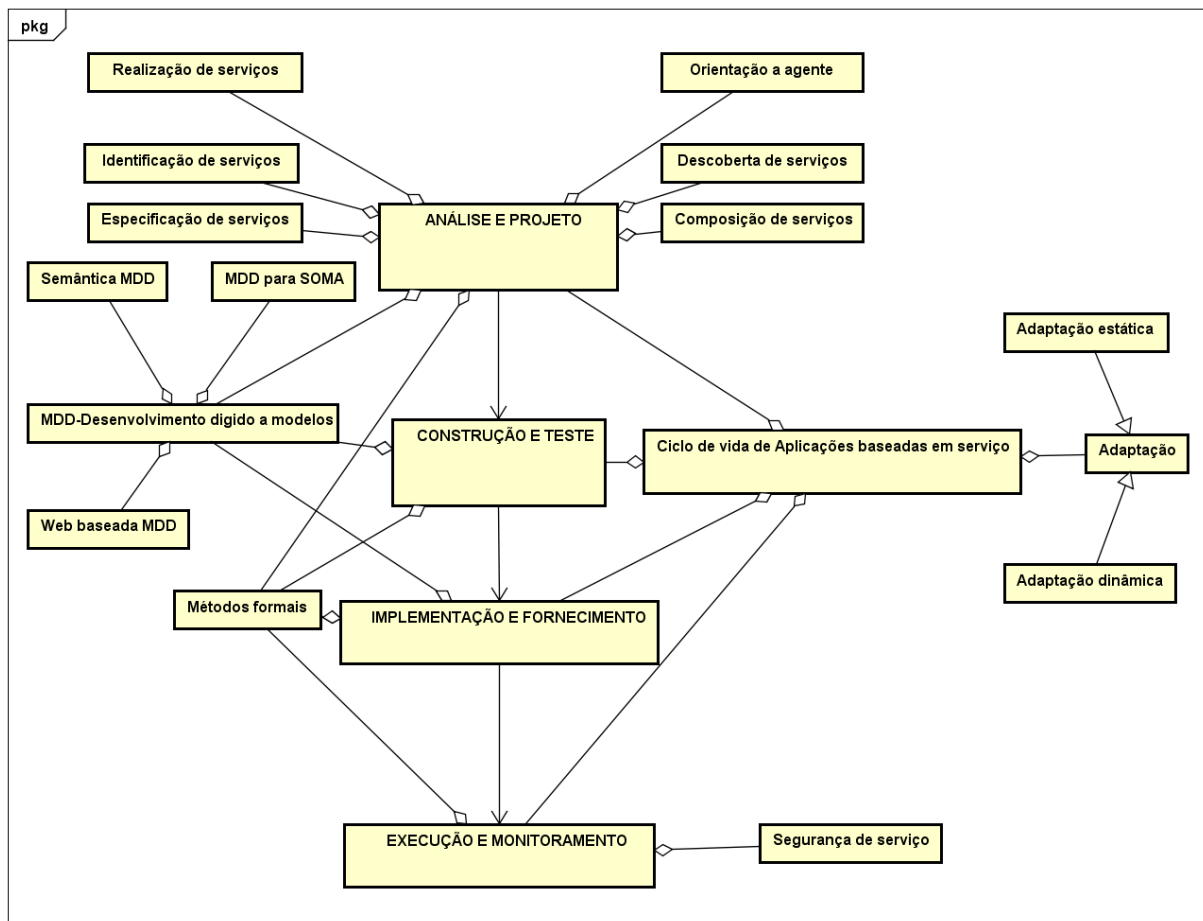 pkg
Realização de serviços
Orientação a agente
Identificação de serviços
Descoberta de serviços
Especificação de serviços
ANÁLISE E PROJETO
Composição de serviços
Semântica MDD
MDD para SOMA
Adaptação estática
MDD-Desenvolvimento digido a modelos
CONSTRUÇÃO E TESTE
Ciclo de vida de Aplicações baseadas em serviço
Adaptação
Web baseada MDD
Adaptação dinâmica
Métodos formais
IMPLEMENTAÇÃO E FORNECIMENTO
EXECUÇÃO E MONITORAMENTO
Segurança de serviço